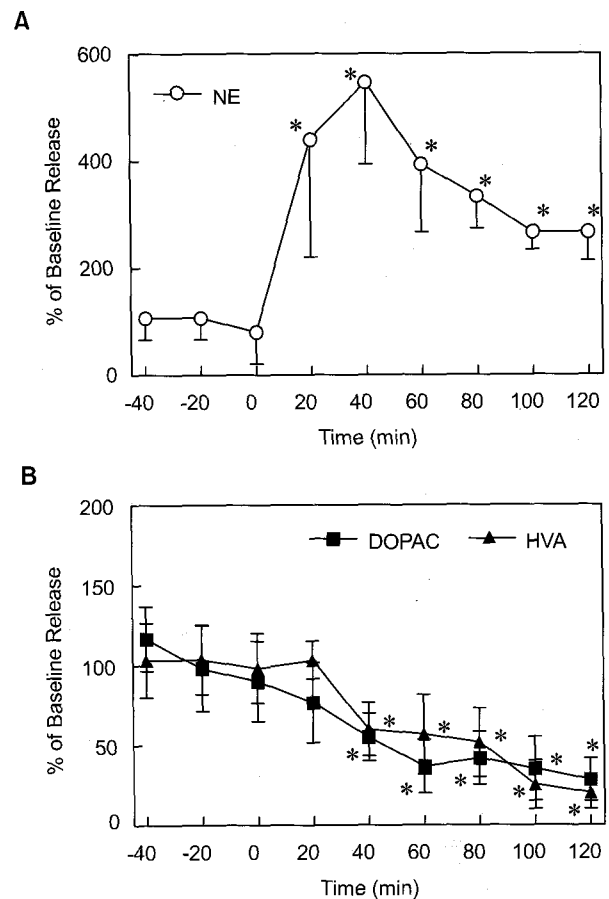 A
600
400
200
0
% of Baseline Release
NE
* * * * * *
-40 -20 0 20 40 60 80 100 120
Time (min)
B
200
150
100
50
0
% of Baseline Release
DOPAC HVA
* * * * * * * * * *
-40 -20 0 20 40 60 80 100 120
Time (min)